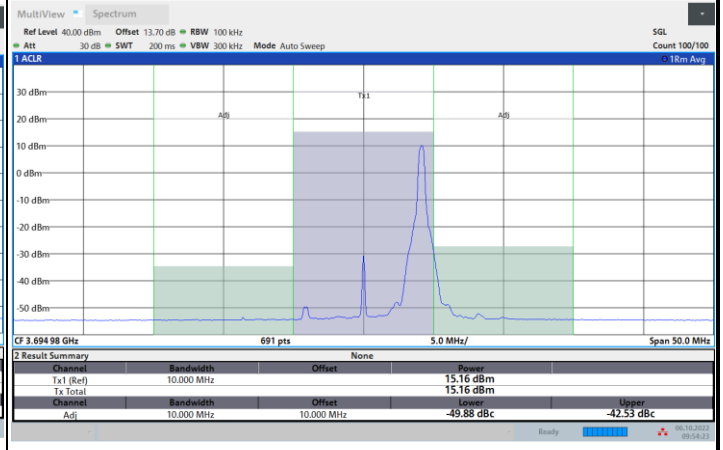 MultiView Spectrum
Ref Level 40.00 dBm Offset 13.70 dB RBW 100 kHz SGL
Att 30 dB SWT 200 ms VBW 300 kHz Mode Auto Sweep Count 100/100
1 ACLR 1Rm Avg
Tx1
30 dBm
Adj Adj
20 dBm
10 dBm
0 dBm
-10 dBm
-20 dBm
-30 dBm
-40 dBm
-50 dBm
CF 3.694 98 GHz 691 pts 5.0 MHz/ Span 50.0 MHz
2 Result Summary None
Channel Bandwidth Offset Power
Tx1 (Ref) 10.000 MHz 15.16 dBm
Tx Total 15.16 dBm
Channel Bandwidth Offset Lower Upper
Adj 10.000 MHz 10.000 MHz -49.88 dBc -42.53 dBc
Ready 06.10.2022
09:54:23